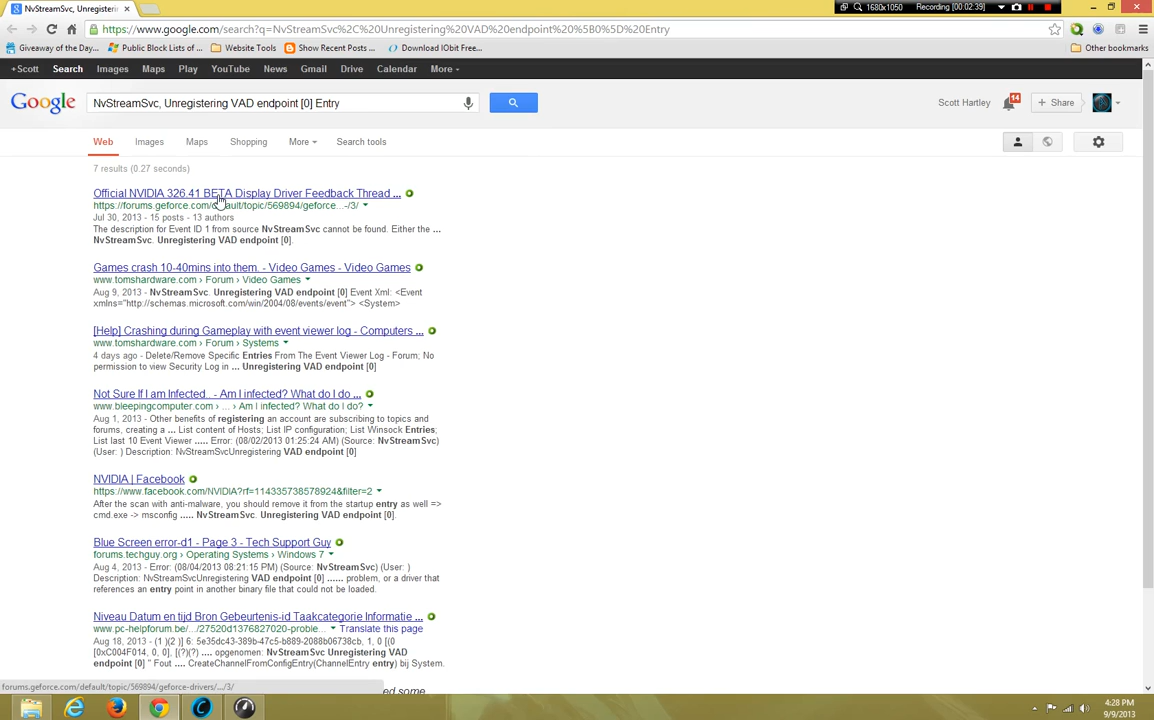 NvStreamSvc, Unregisterin
1680x1050
Recording [00:02:39]
https://www.google.com/search?q=NvStreamSvc%2C%20Unregistering%20VAD%20endpoint%20%5B0%5D%20Entry
Giveaway of the Day...
Public Block Lists of ...
Website Tools
Show Recent Posts ...
Download IObit Free...
Other bookmarks
+Scott Search Images Maps Play YouTube News Gmail Drive Calendar More
Google
NvStreamSvc, Unregistering VAD endpoint [0] Entry
Scott Hartley
14
+ Share
Web Images Maps Shopping More Search tools
7 results (0.27 seconds)
Official NVIDIA 326.41 BETA Display Driver Feedback Thread ...
https://forums.geforce.com/default/topic/569894/geforce...-/3/
Jul 30, 2013 - 15 posts - 13 authors
The description for Event ID 1 from source NvStreamSvc cannot be found. Either the ...
NvStreamSvc. Unregistering VAD endpoint [0].
Games crash 10-40mins into them. - Video Games - Video Games
www.tomshardware.com › Forum › Video Games
Aug 9, 2013 - NvStreamSvc. Unregistering VAD endpoint [0] Event Xml: <Event
xmlns="http://schemas.microsoft.com/win/2004/08/events/event"> <System>
[Help] Crashing during Gameplay with event viewer log - Computers ...
www.tomshardware.com › Forum › Systems
4 days ago - Delete/Remove Specific Entries From The Event Viewer Log - Forum; No
permission to view Security Log in ... Unregistering VAD endpoint [0]
Not Sure If I am Infected. - Am I infected? What do I do ...
www.bleepingcomputer.com › ... › Am I infected? What do I do?
Aug 1, 2013 - Other benefits of registering an account are subscribing to topics and
forums, creating a ... List content of Hosts; List IP configuration; List Winsock Entries;
List last 10 Event Viewer ..... Error: (08/02/2013 01:25:24 AM) (Source: NvStreamSvc)
(User: ) Description: NvStreamSvcUnregistering VAD endpoint [0]
NVIDIA | Facebook
https://www.facebook.com/NVIDIA?rf=114335738578924&filter=2
After the scan with anti-malware, you should remove it from the startup entry as well =>
cmd.exe -> msconfig ..... NvStreamSvc. Unregistering VAD endpoint [0].
Blue Screen error-d1 - Page 3 - Tech Support Guy
forums.techguy.org › Operating Systems › Windows 7
Aug 4, 2013 - Error: (08/04/2013 08:21:15 PM) (Source: NvStreamSvc) (User: )
Description: NvStreamSvcUnregistering VAD endpoint [0] ...... problem, or a driver that
references an entry point in another binary file that could not be loaded.
Niveau Datum en tijd Bron Gebeurtenis-id Taakcategorie Informatie ...
www.pc-helpforum.be/.../27520d1376827020-proble... Translate this page
Aug 18, 2013 - (1 )(2 )] 6: 5e35dc43-389b-47c5-b889-2088b06738cb, 1, 0 [(0
[0xC004F014, 0, 0], [(?)(?) .... opgenomen: NvStreamSvc Unregistering VAD
endpoint [0] " Fout .... CreateChannelFromConfigEntry(ChannelEntry entry) bij System.
forums.geforce.com/default/topic/569894/geforce-drivers/.../3/
ed some
4:28 PM
9/9/2013